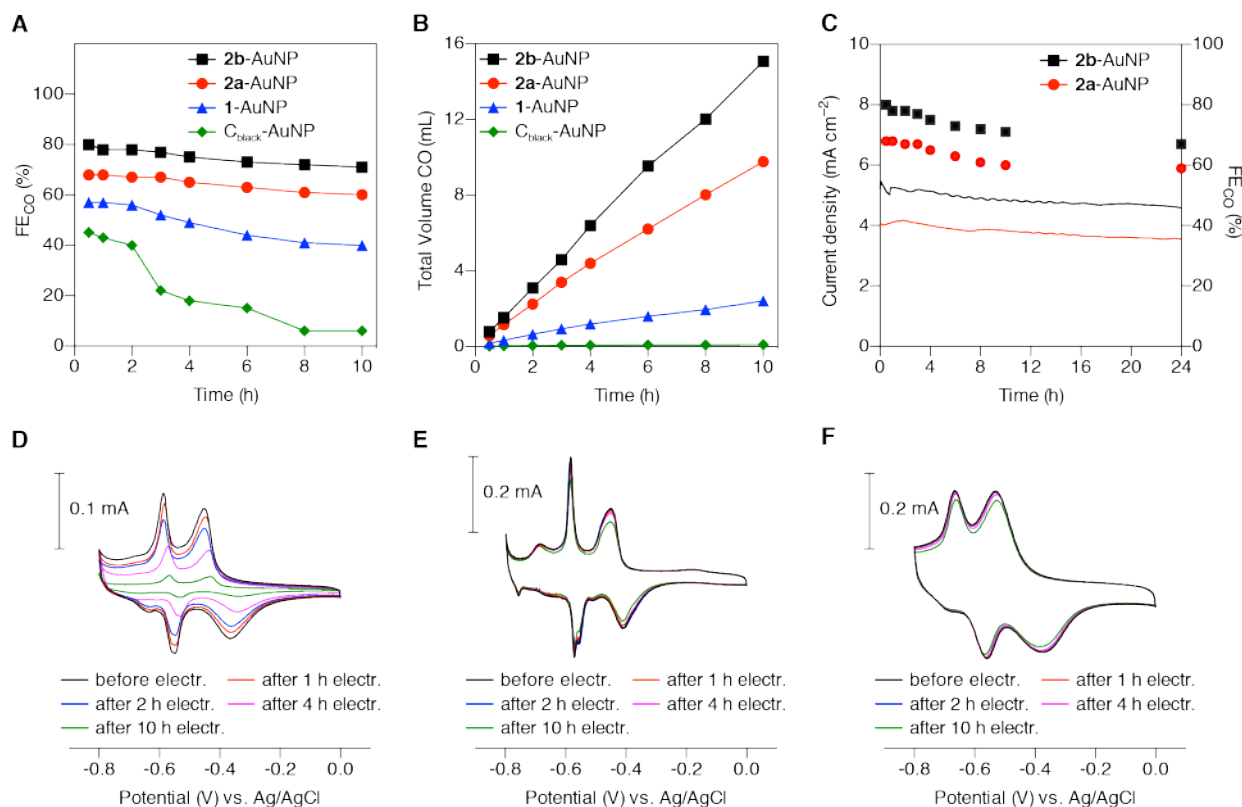 A
2b-AuNP
2a-AuNP
1-AuNP
C_black-AuNP
FE_CO (%)
100
80
60
40
20
0
0 2 4 6 8 10
Time (h)
B
2b-AuNP
2a-AuNP
1-AuNP
C_black-AuNP
Total Volume CO (mL)
16
12
8
4
0
0 2 4 6 8 10
Time (h)
C
2b-AuNP
2a-AuNP
Current density (mA cm⁻²)
10
8
6
4
2
0
100
80
60
40
20
0
FE_CO
(%)
0 4 8 12 16 20 24
Time (h)
D
0.1 mA
before electr. after 1 h electr.
after 2 h electr. after 4 h electr.
after 10 h electr.
-0.8 -0.6 -0.4 -0.2 0.0
Potential (V) vs. Ag/AgCl
E
0.2 mA
before electr. after 1 h electr.
after 2 h electr. after 4 h electr.
after 10 h electr.
-0.8 -0.6 -0.4 -0.2 0.0
Potential (V) vs. Ag/AgCl
F
0.2 mA
before electr. after 1 h electr.
after 2 h electr. after 4 h electr.
after 10 h electr.
-0.8 -0.6 -0.4 -0.2 0.0
Potential (V) vs. Ag/AgCl